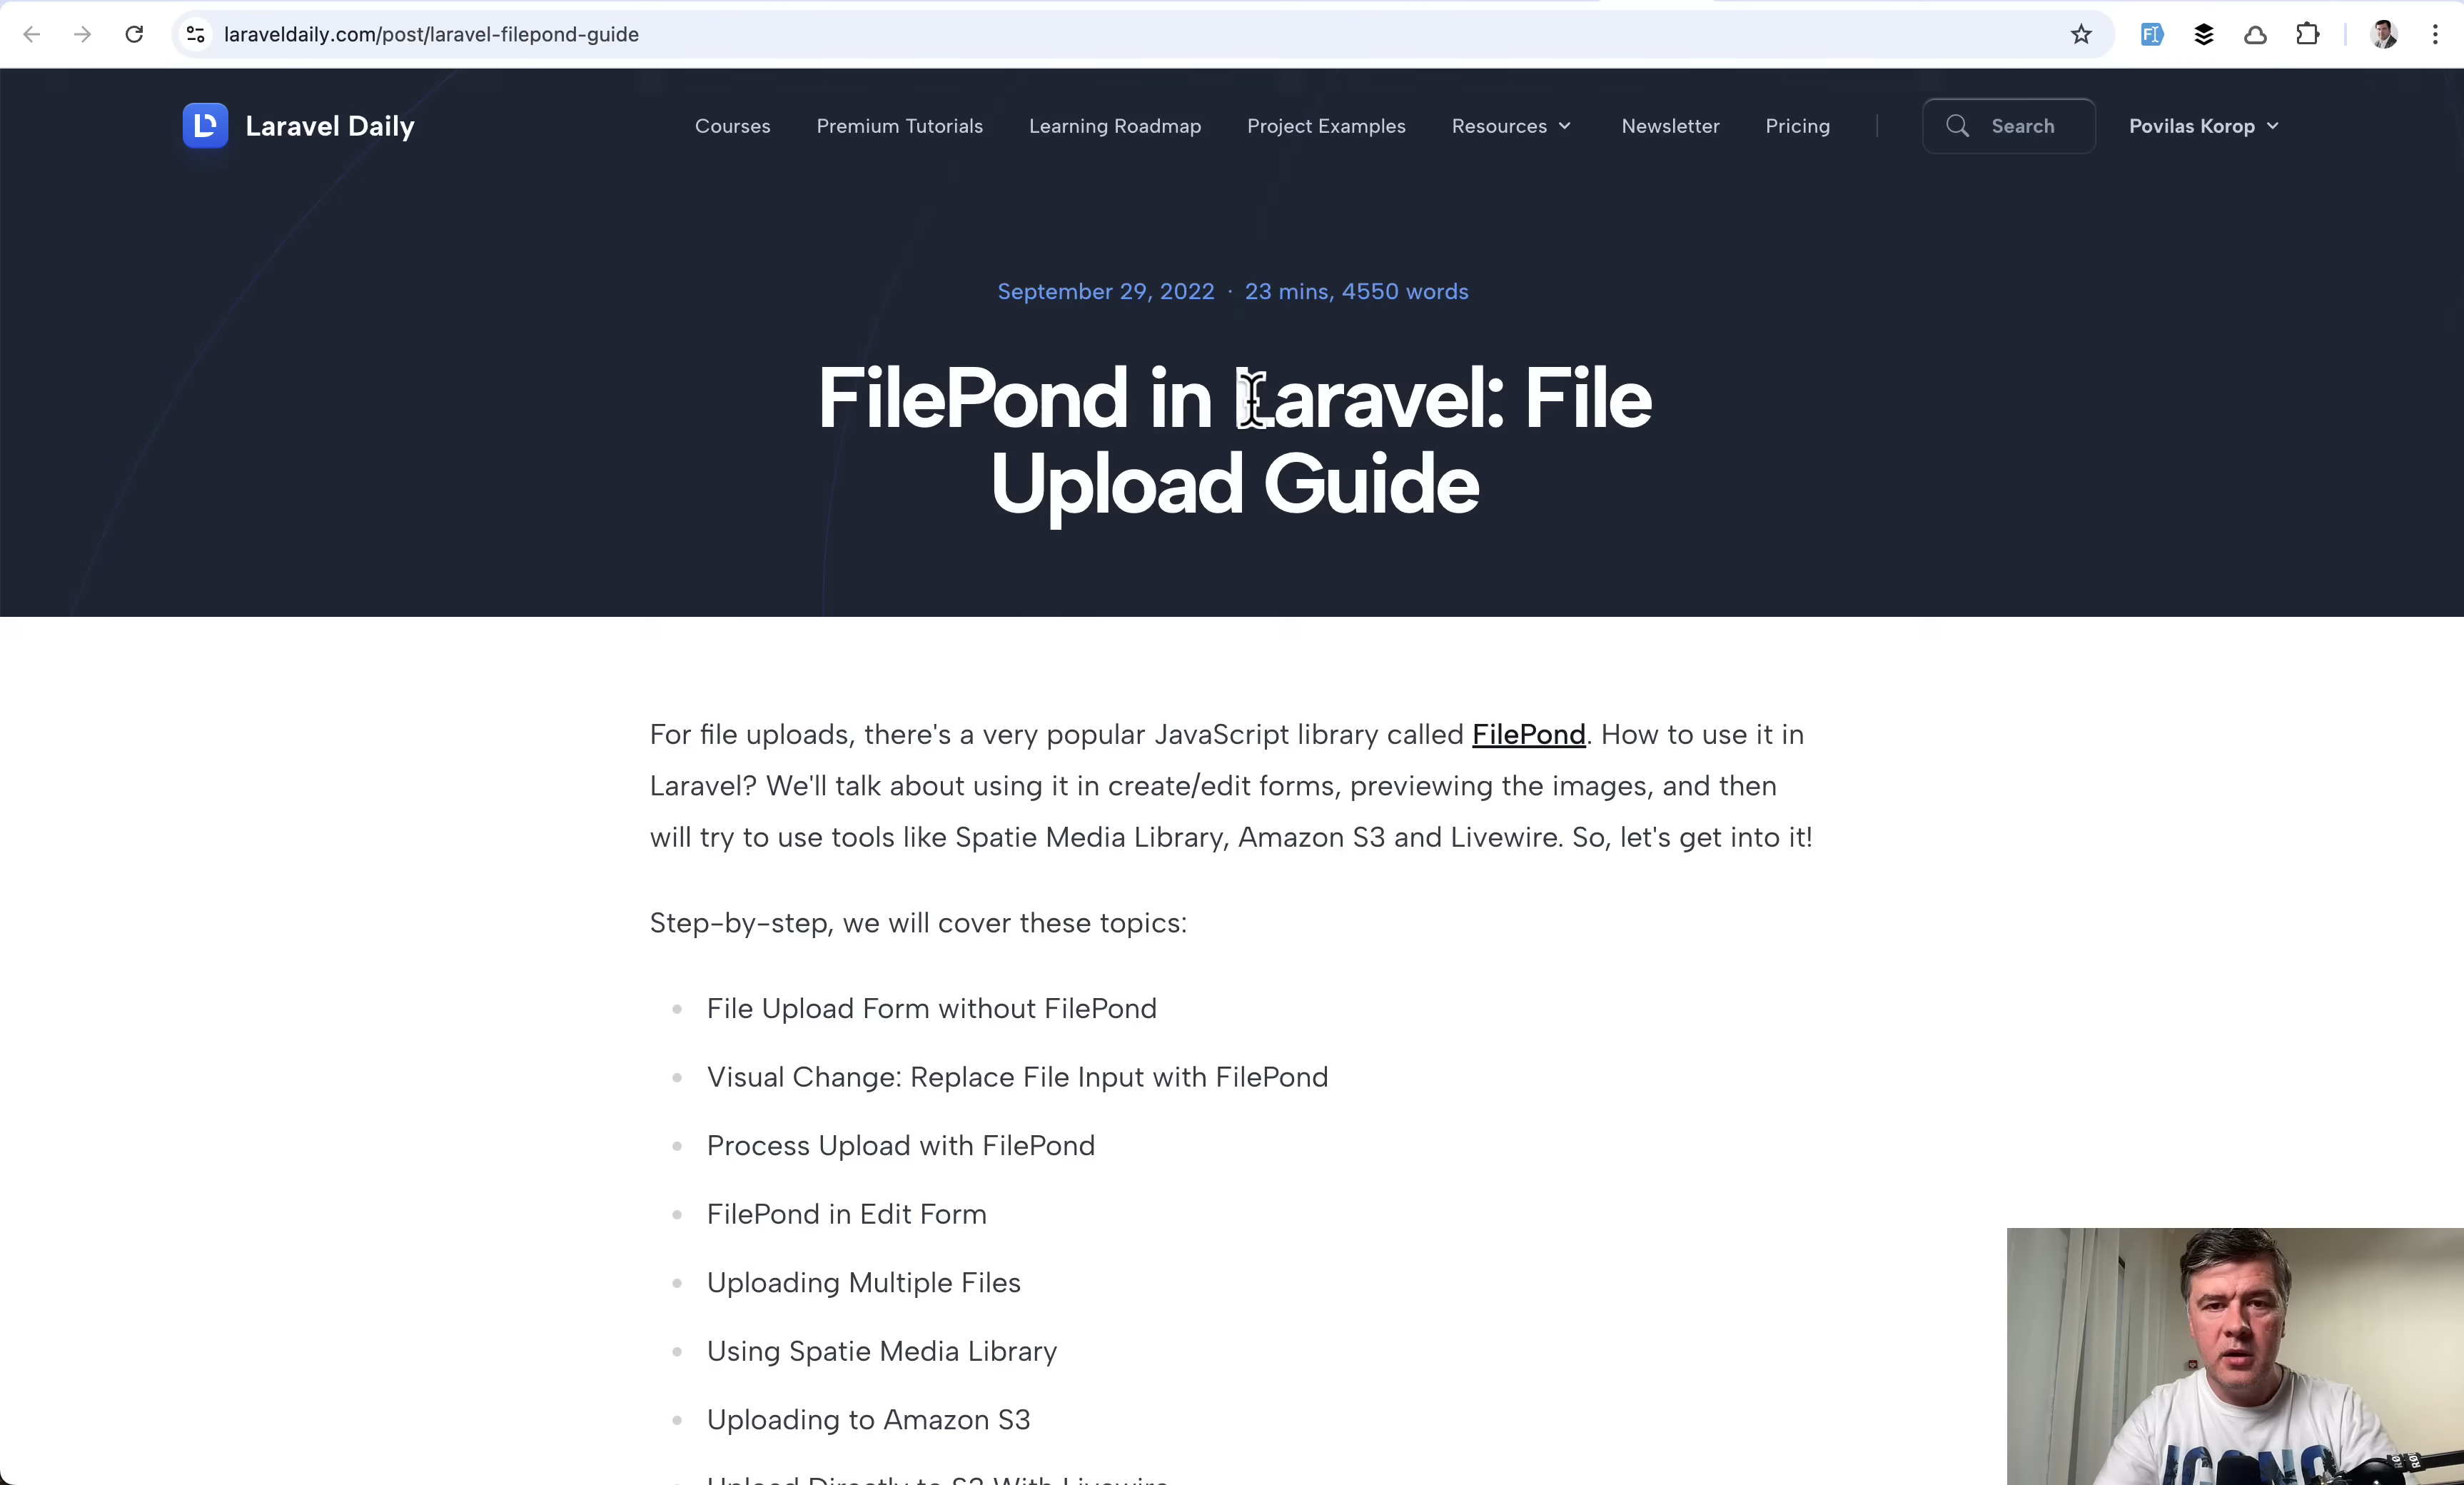 laraveldaily.com/post/laravel-filepond-guide
Laravel Daily
Courses
Premium Tutorials
Learning Roadmap
Project Examples
Resources
Newsletter
Pricing
Search
Povilas Korop
September 29, 2022 · 23 mins, 4550 words
FilePond in Laravel: File
Upload Guide
For file uploads, there's a very popular JavaScript library called FilePond. How to use it in
Laravel? We'll talk about using it in create/edit forms, previewing the images, and then
will try to use tools like Spatie Media Library, Amazon S3 and Livewire. So, let's get into it!
Step-by-step, we will cover these topics:
File Upload Form without FilePond
Visual Change: Replace File Input with FilePond
Process Upload with FilePond
FilePond in Edit Form
Uploading Multiple Files
Using Spatie Media Library
Uploading to Amazon S3
Upload Directly to S3 With Livewire